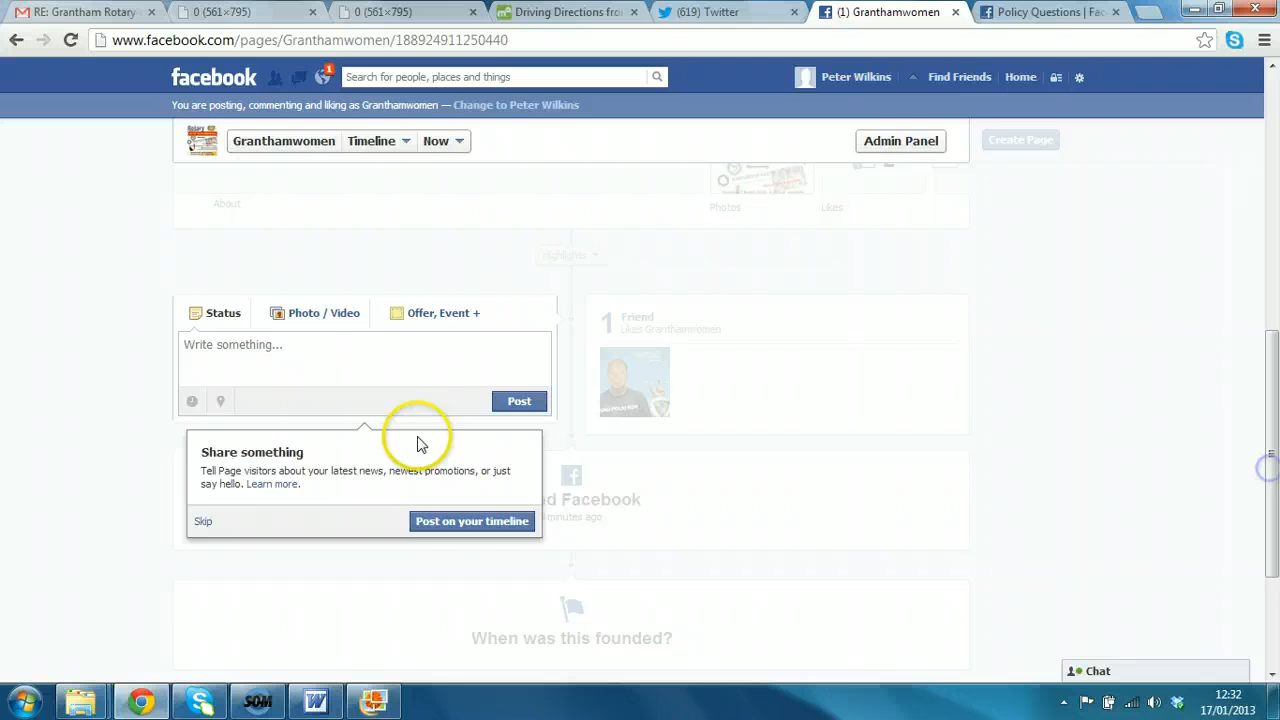 RE: Grantham Rotary
0 (561×795)
0 (561×795)
Driving Directions fro
(619) Twitter
(1) Granthamwomen
Policy Questions | Fac
www.facebook.com/pages/Granthamwomen/188924911250440
facebook
1
Search for people, places and things
Peter Wilkins
Find Friends
Home
You are posting, commenting and liking as Granthamwomen — Change to Peter Wilkins
Rotary
Granthamwomen
Timeline
Now
Admin Panel
Create Page
About
Photos
Likes
Highlights
Status
Photo / Video
Offer, Event +
1
Friend
Likes Granthamwomen
Write something...
Post
Share something
Tell Page visitors about your latest news, newest promotions, or just
say hello. Learn more.
Skip
Post on your timeline
d Facebook
minutes ago
When was this founded?
Chat
SOM
12:32
17/01/2013